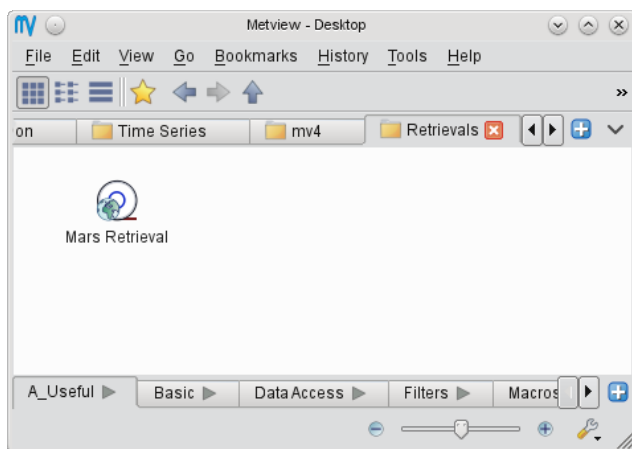 Metview - Desktop
File Edit View Go Bookmarks History Tools Help
»
on Time Series mv4 Retrievals
Mars Retrieval
A_Useful Basic Data Access Filters Macros